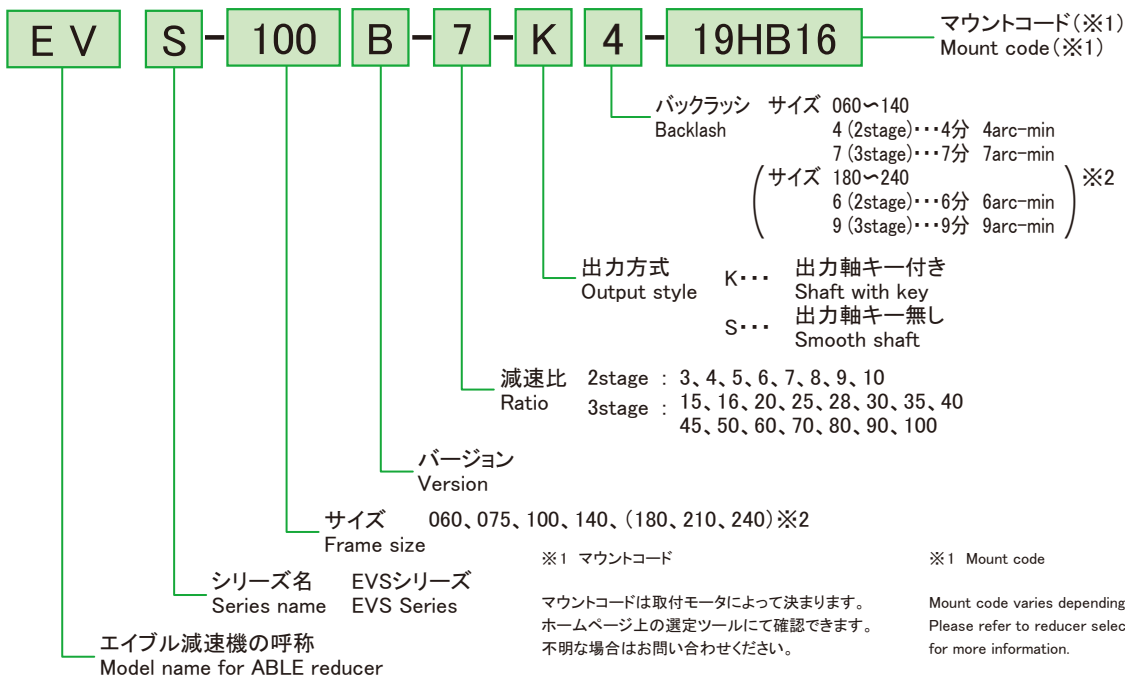 EV S-100 B-7-K 4-19HB16
マウントコード(※1)
Mount code(※1)
バックラッシ サイズ 060～140
Backlash
4(2stage)･･･4分 4arc-min
7(3stage)･･･7分 7arc-min
サイズ 180～240
6(2stage)･･･6分 6arc-min
9(3stage)･･･9分 9arc-min
※2
出力方式
Output style
K･･･ 出力軸キー付き
Shaft with key
S･･･ 出力軸キー無し
Smooth shaft
減速比 2stage : 3、4、5、6、7、8、9、10
Ratio 3stage : 15、16、20、25、28、30、35、40
45、50、60、70、80、90、100
バージョン
Version
サイズ 060、075、100、140、(180、210、240)※2
Frame size
シリーズ名 EVSシリーズ
Series name EVS Series
エイブル減速機の呼称
Model name for ABLE reducer
※1 マウントコード
マウントコードは取付モータによって決まります。
ホームページ上の選定ツールにて確認できます。
不明な場合はお問い合わせください。
※1 Mount code
Mount code varies depending
Please refer to reducer selec
for more information.